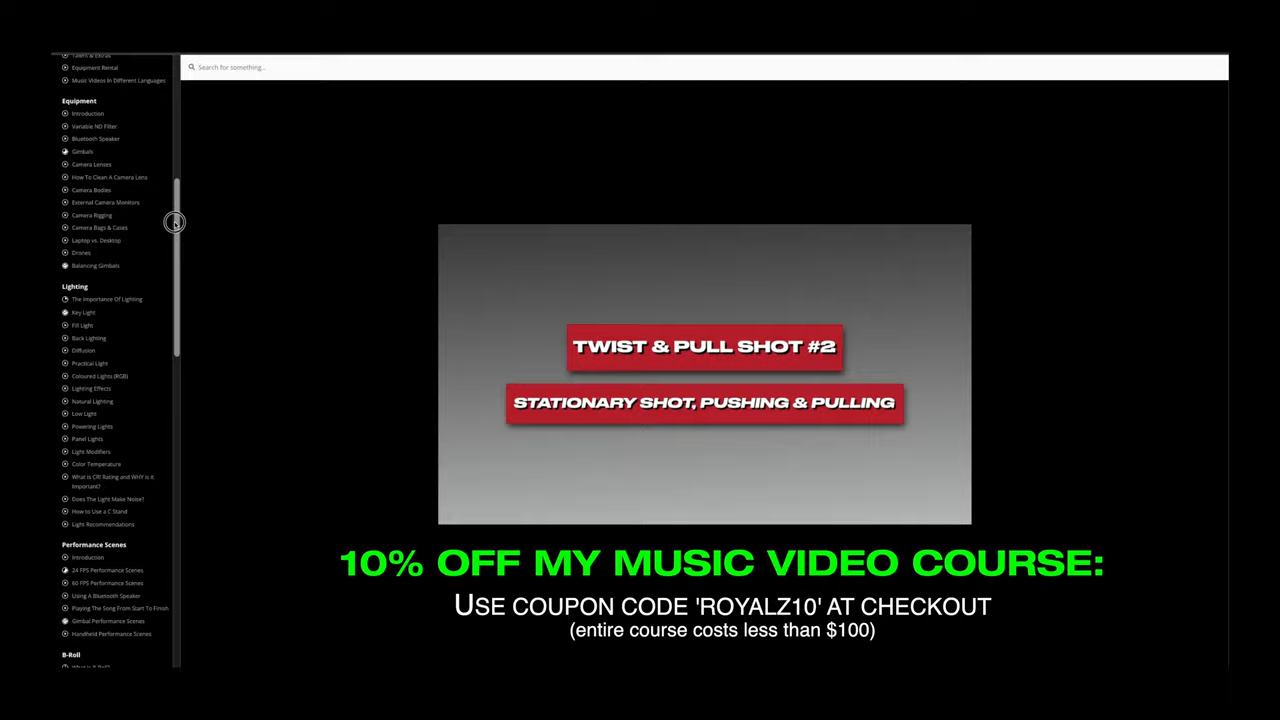 Talent & Extras
Equipment Rental
Music Videos In Different Languages
Equipment
Introduction
Variable ND Filter
Bluetooth Speaker
Gimbals
Camera Lenses
How To Clean A Camera Lens
Camera Bodies
External Camera Monitors
Camera Rigging
Camera Bags & Cases
Laptop vs. Desktop
Drones
Balancing Gimbals
Lighting
The Importance Of Lighting
Key Light
Fill Light
Back Lighting
Diffusion
Practical Light
Coloured Lights (RGB)
Lighting Effects
Natural Lighting
Low Light
Powering Lights
Panel Lights
Light Modifiers
Color Temperature
What is CRI Rating and WHY is it
Important?
Does The Light Make Noise?
How to Use a C Stand
Light Recommendations
Performance Scenes
Introduction
24 FPS Performance Scenes
60 FPS Performance Scenes
Using A Bluetooth Speaker
Playing The Song From Start To Finish
Gimbal Performance Scenes
Handheld Performance Scenes
B-Roll
What is B-Roll?
Search for something...
TWIST & PULL SHOT #2
STATIONARY SHOT, PUSHING & PULLING
10% OFF MY MUSIC VIDEO COURSE:
USE COUPON CODE 'ROYALZ10' AT CHECKOUT
(entire course costs less than $100)